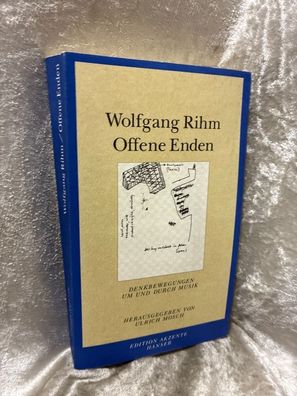 Wolfgang Rihm / Offene Enden
Wolfgang Rihm
Offene Enden
DENKBEWEGUNGEN
UM UND DURCH MUSIK
HERAUSGEGEBEN VON
ULRICH MOSCH
EDITION AKZENTE
HANSER